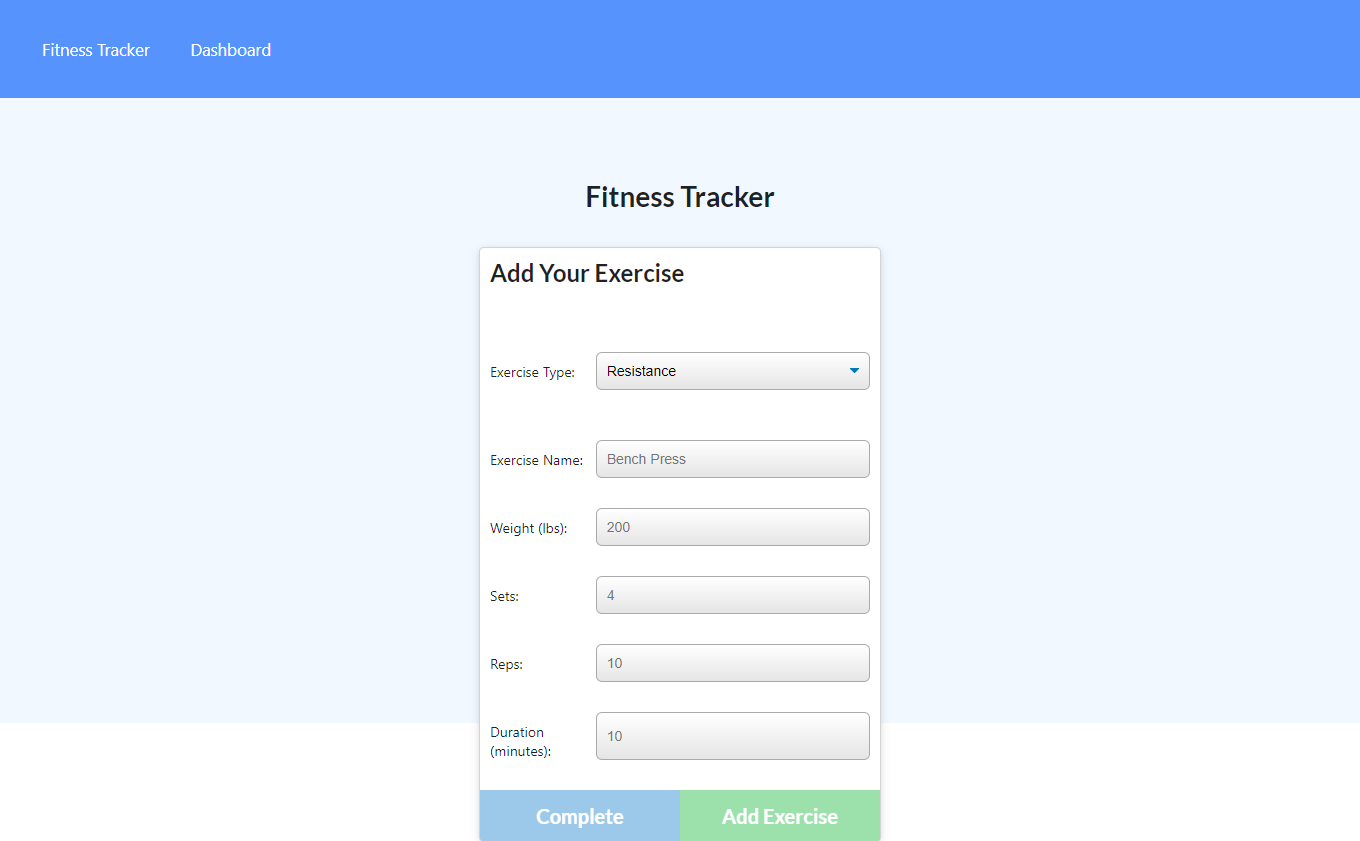 Fitness Tracker Dashboard
Fitness Tracker
Add Your Exercise
Exercise Type: Resistance
Exercise Name: Bench Press
Weight (lbs): 200
Sets: 4
Reps: 10
Duration (minutes): 10
Complete Add Exercise